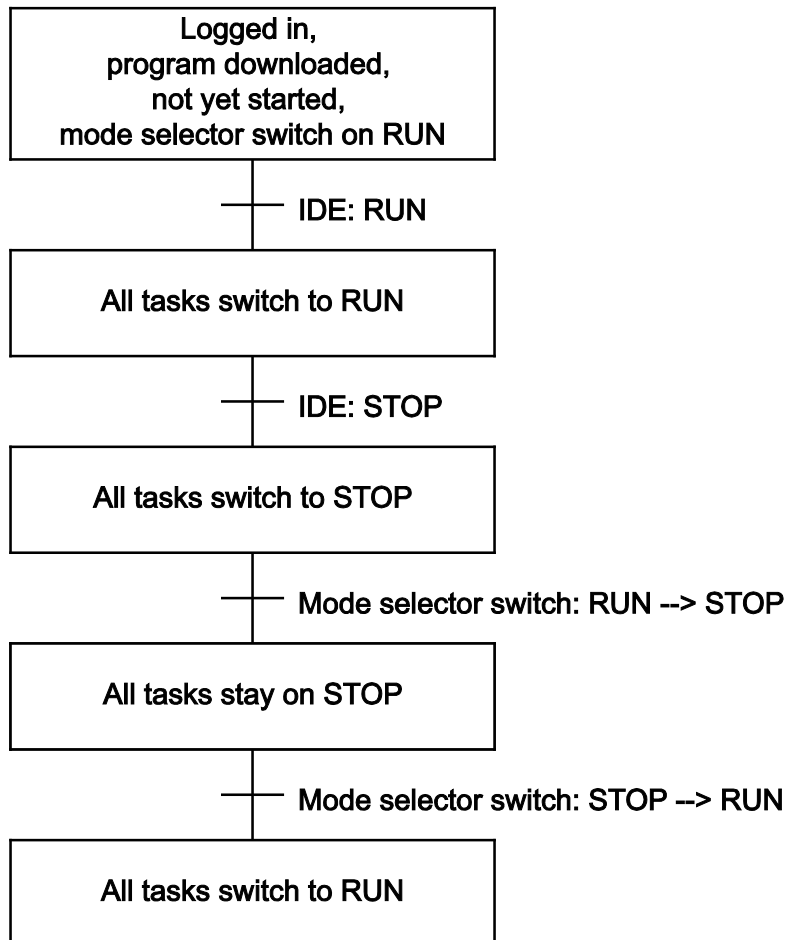 Logged in,
program downloaded,
not yet started,
mode selector switch on RUN
IDE: RUN
All tasks switch to RUN
IDE: STOP
All tasks switch to STOP
Mode selector switch: RUN --> STOP
All tasks stay on STOP
Mode selector switch: STOP --> RUN
All tasks switch to RUN